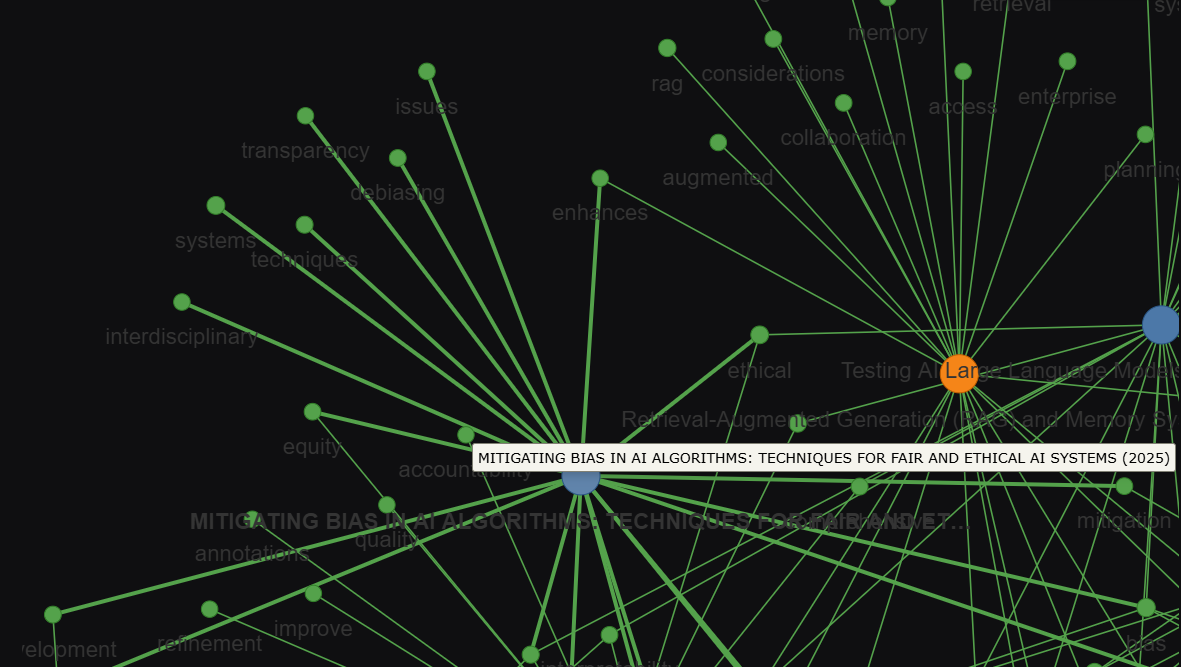 retrieval
memory
considerations
rag
enterprise
access
issues
collaboration
transparency
planning
augmented
debiasing
enhances
systems
techniques
interdisciplinary
ethical
Testing AI
Large Language Models
Retrieval-Augmented Generation (RAG) and Memory Sy
equity
MITIGATING BIAS IN AI ALGORITHMS: TECHNIQUES FOR FAIR AND ETHICAL AI SYSTEMS (2025)
accountability
MITIGATING BIAS IN AI ALGORITHMS: TECHNIQUES FOR FAIR AND ET...
mitigation
quality
annotations
improve
refinement
velopment
bias
interpretability